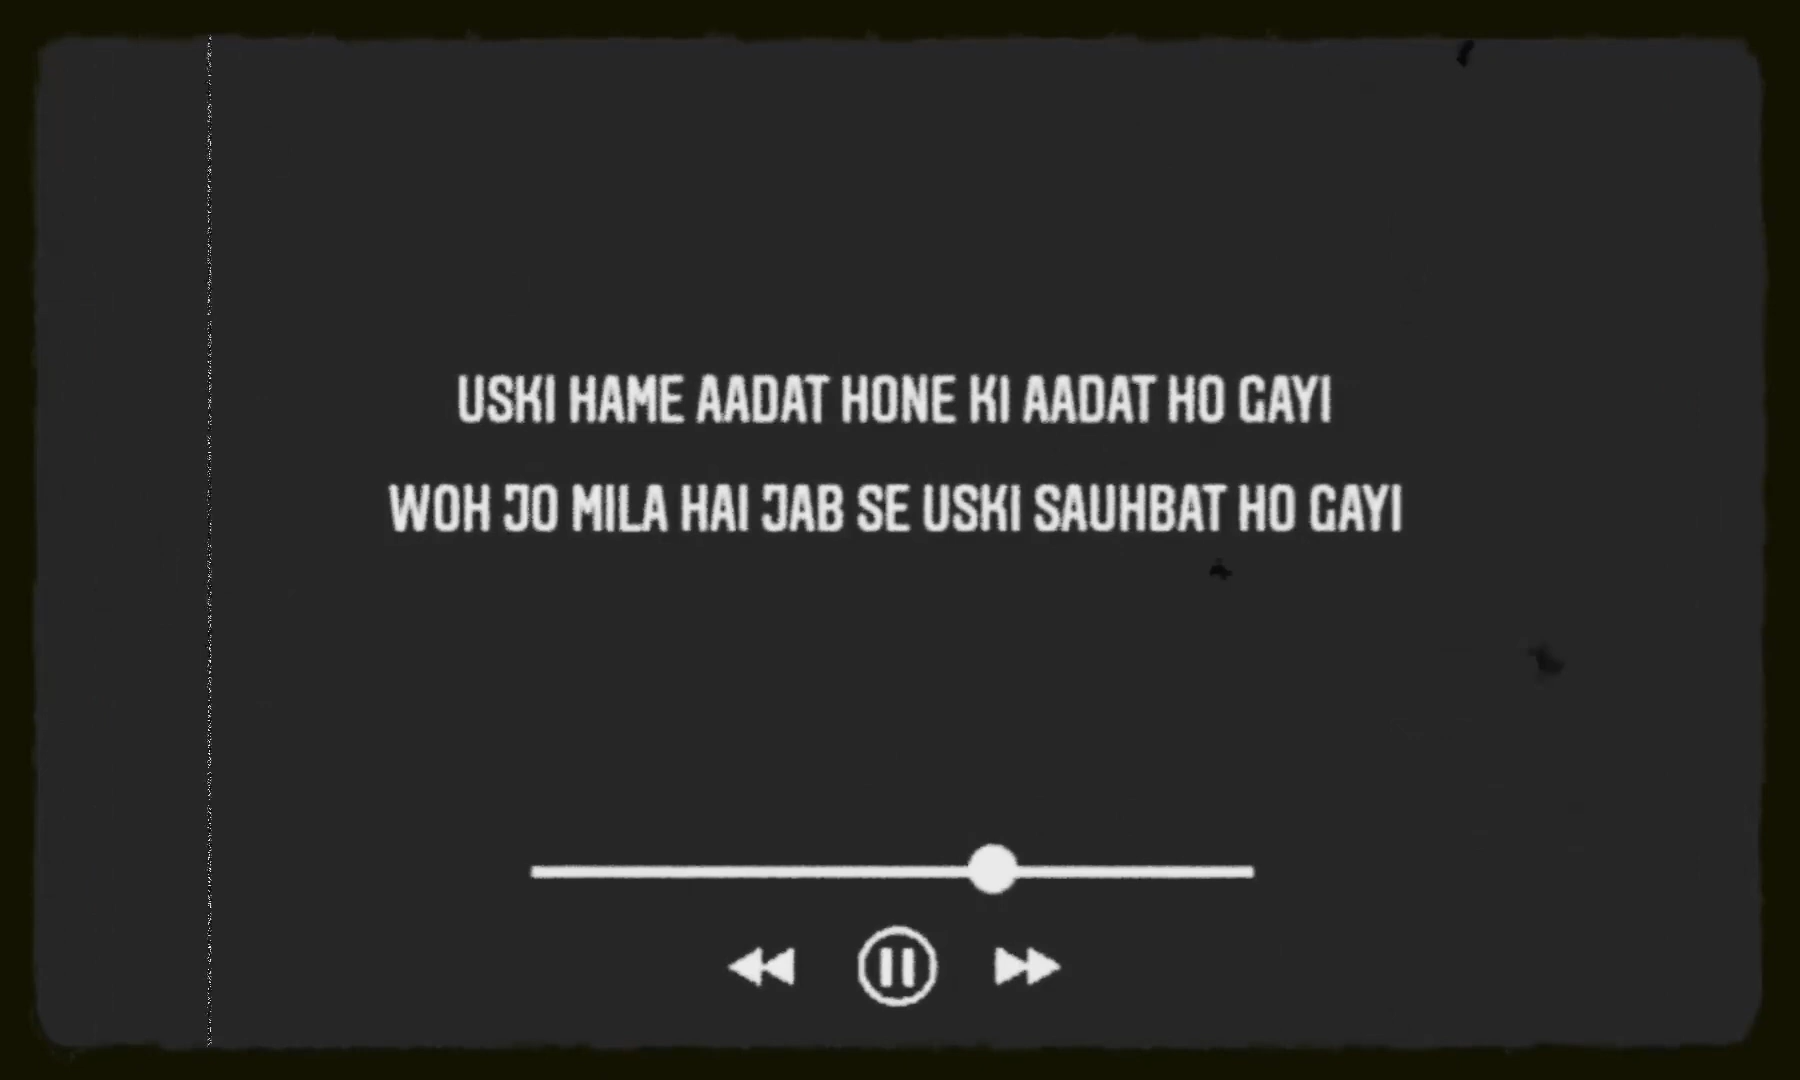 USKI HAME AADAT HONE KI AADAT HO GAYI
WOH JO MILA HAI JAB SE USKI SAUHBAT HO GAYI